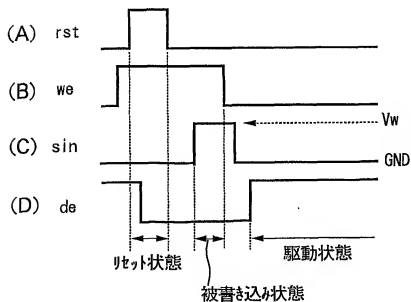 (A) rst
(B) we
Vw
(C) sin
GND
(D) de
リセット状態
駆動状態
被書き込み状態